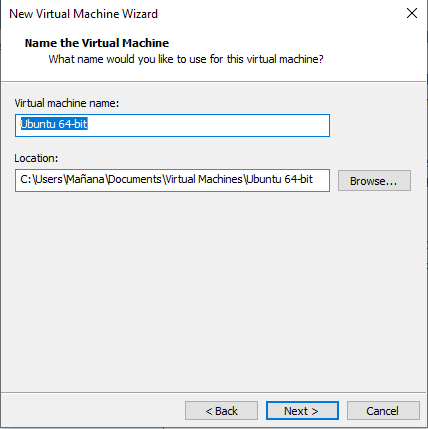 New Virtual Machine Wizard
Name the Virtual Machine
What name would you like to use for this virtual machine?
Virtual machine name:
Ubuntu 64-bit
Location:
C:\Users\Mañana\Documents\Virtual Machines\Ubuntu 64-bit
Browse...
< Back
Next >
Cancel